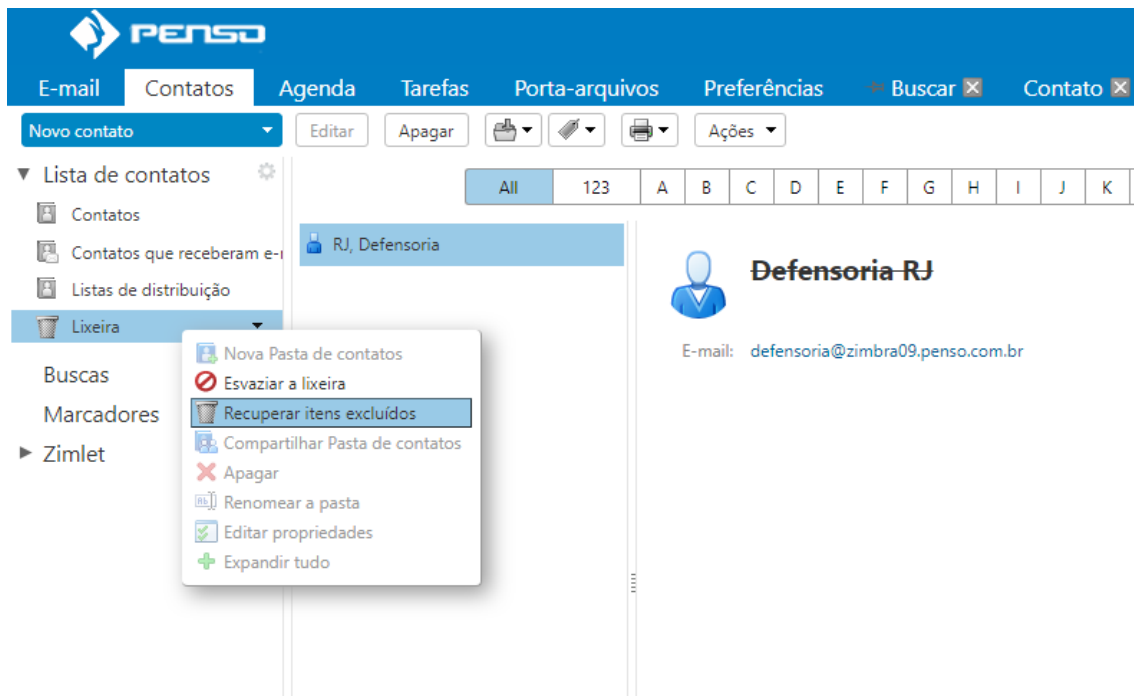 PENSO
E-mail Contatos Agenda Tarefas Porta-arquivos Preferências Buscar Contato
Novo contato Editar Apagar Ações
Lista de contatos
All 123 A B C D E F G H I J K
Contatos
Contatos que receberam e-
Listas de distribuição
Lixeira
Buscas
Marcadores
Zimlet
Nova Pasta de contatos
Esvaziar a lixeira
Recuperar itens excluídos
Compartilhar Pasta de contatos
Apagar
Renomear a pasta
Editar propriedades
Expandir tudo
RJ, Defensoria
Defensoria RJ
E-mail: defensoria@zimbra09.penso.com.br